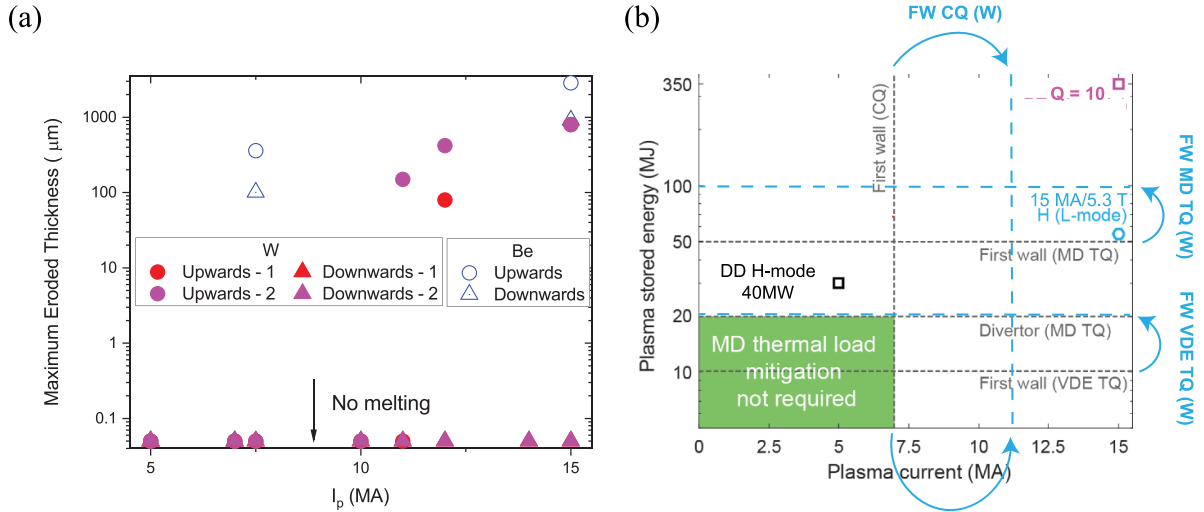 (a)
Maximum Eroded Thickness ( μm)
1000
100
10
1
0.1
W
Be
Upwards - 1
Downwards - 1
Upwards
Upwards - 2
Downwards - 2
Downwards
No melting
5
10
15
Ip (MA)
(b)
FW CQ (W)
Plasma stored energy (MJ)
350
100
50
20
10
First wall (CQ)
Q = 10
15 MA/5.3 T
H (L-mode)
First wall (MD TQ)
DD H-mode
40MW
Divertor (MD TQ)
MD thermal load
mitigation
not required
First wall (VDE TQ)
FW MD TQ (W)
FW VDE TQ (W)
0
2.5
5
7.5
10
12.5
15
Plasma current (MA)